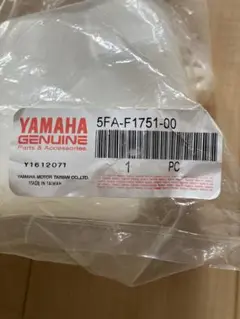 YAMAHA
GENUINE
Parts & Accessories
Y1612071
YAMAHA MOTOR TAIWAN CO.,LTD.
MADE IN TAIWAN
5FA-F1751-00
1 PC